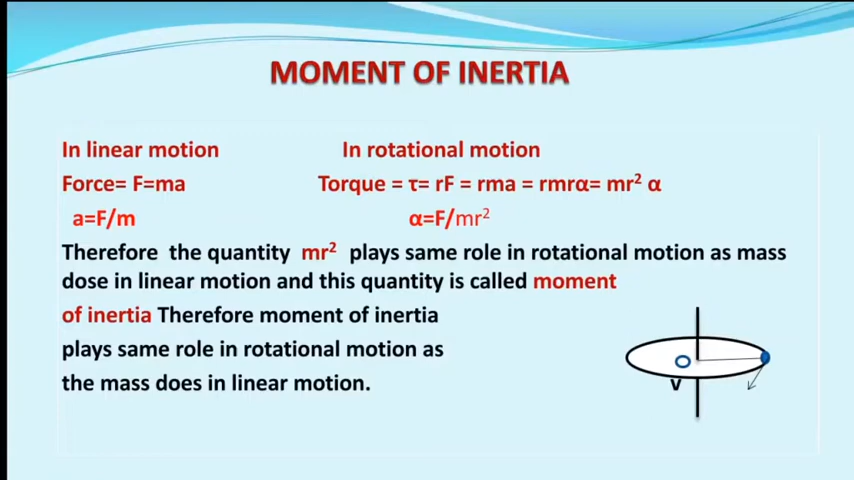 MOMENT OF INERTIA
In linear motion In rotational motion
Force= F=ma Torque = τ= rF = rma = rmrα= mr² α
a=F/m α=F/mr²
Therefore the quantity mr² plays same role in rotational motion as mass
dose in linear motion and this quantity is called moment
of inertia Therefore moment of inertia
plays same role in rotational motion as
the mass does in linear motion.
O
v